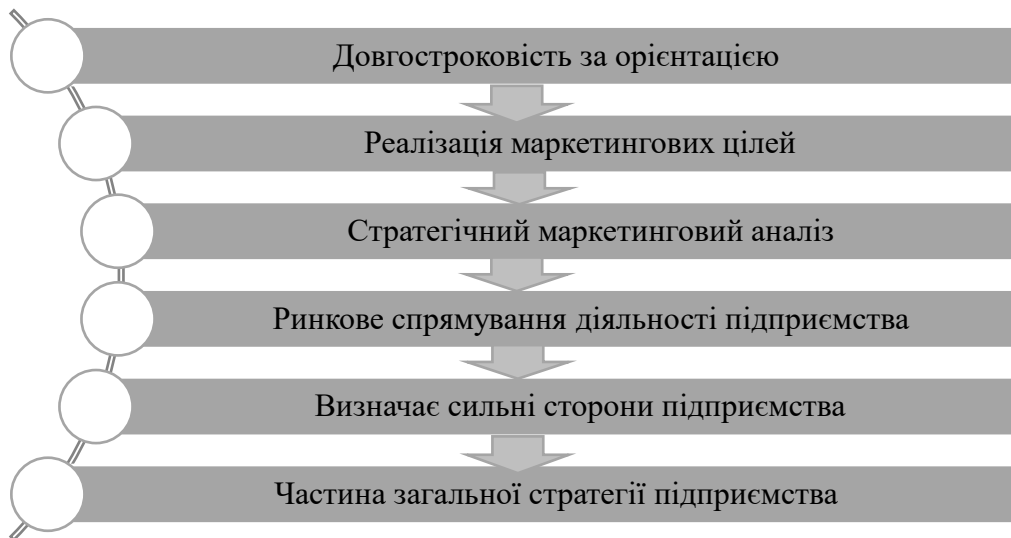 Довгостроковість за орієнтацією
Реалізація маркетингових цілей
Стратегічний маркетинговий аналіз
Ринкове спрямування діяльності підприємства
Визначає сильні сторони підприємства
Частина загальної стратегії підприємства